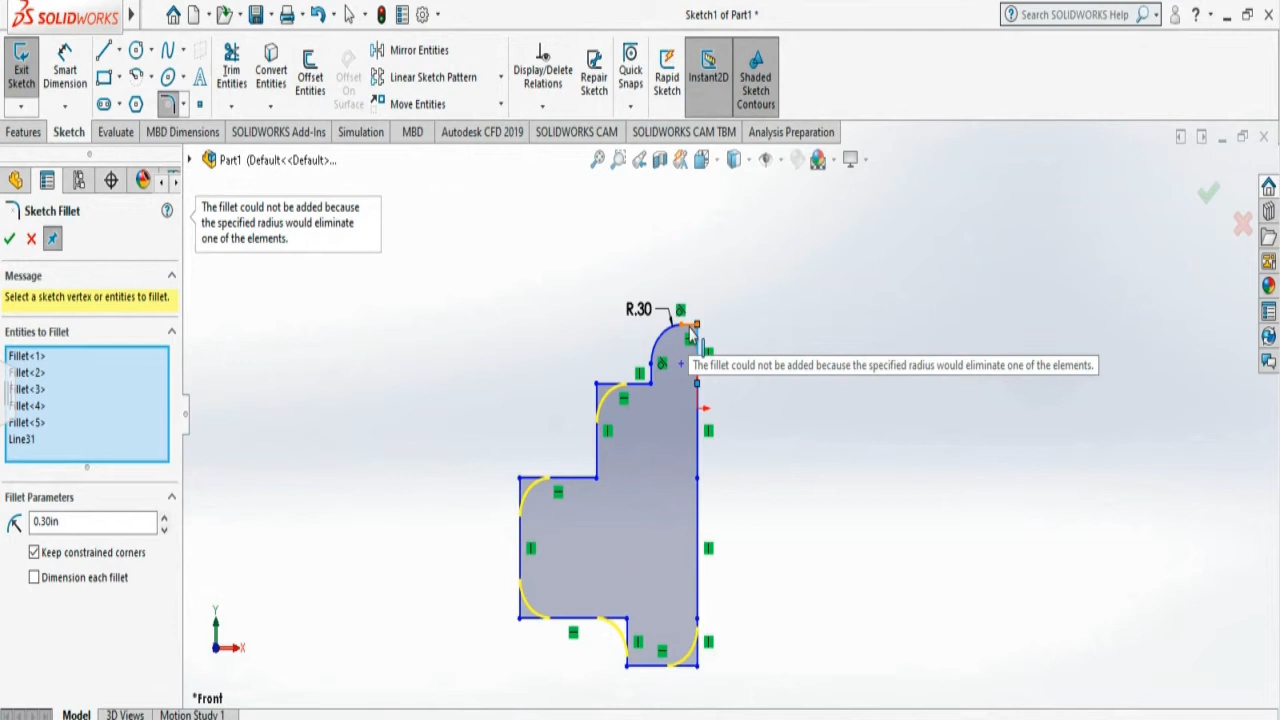 SOLIDWORKS
Sketch1 of Part1 *
Search SOLIDWORKS Help
?
Exit Sketch
Smart Dimension
Trim Entities
Convert Entities
Offset Entities
Offset On Surface
Mirror Entities
Linear Sketch Pattern
Move Entities
Display/Delete Relations
Repair Sketch
Quick Snaps
Rapid Sketch
Instant2D
Shaded Sketch Contours
Features
Sketch
Evaluate
MBD Dimensions
SOLIDWORKS Add-Ins
Simulation
MBD
Autodesk CFD 2019
SOLIDWORKS CAM
SOLIDWORKS CAM TBM
Analysis Preparation
Part1 (Default<<Default>...
Sketch Fillet
?
Message
Select a sketch vertex or entities to fillet.
Entities to Fillet
Fillet<1>
Fillet<2>
Fillet<3>
Fillet<4>
Fillet<5>
Line31
Fillet Parameters
0.30in
Keep constrained corners
Dimension each fillet
The fillet could not be added because
the specified radius would eliminate
one of the elements.
R.30
The fillet could not be added because the specified radius would eliminate one of the elements.
Y
X
*Front
Model
3D Views
Motion Study 1